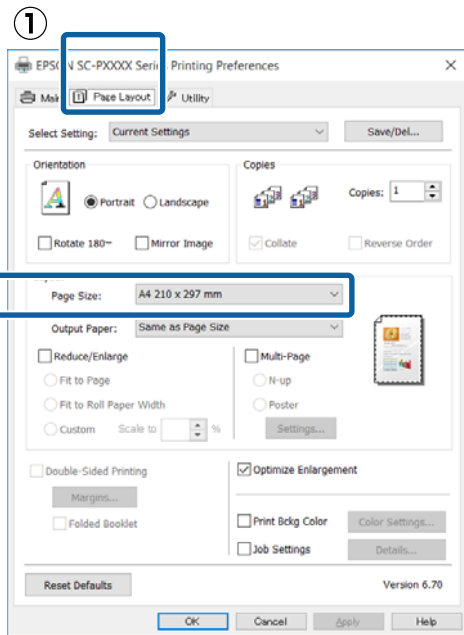 ①
EPSON SC-PXXXX Series Printing Preferences
Main Page Layout Utility
Select Setting: Current Settings Save/Del...
Orientation Copies
Portrait Landscape Copies: 1
Rotate 180° Mirror Image Collate Reverse Order
Page Size: A4 210 x 297 mm
Output Paper: Same as Page Size
Reduce/Enlarge Multi-Page
Fit to Page N-up
Fit to Roll Paper Width Poster
Custom Scale to % Settings...
Double-Sided Printing Optimize Enlargement
Margins...
Folded Booklet Print Bckg Color Color Settings...
Job Settings Details...
Reset Defaults Version 6.70
OK Cancel Apply Help